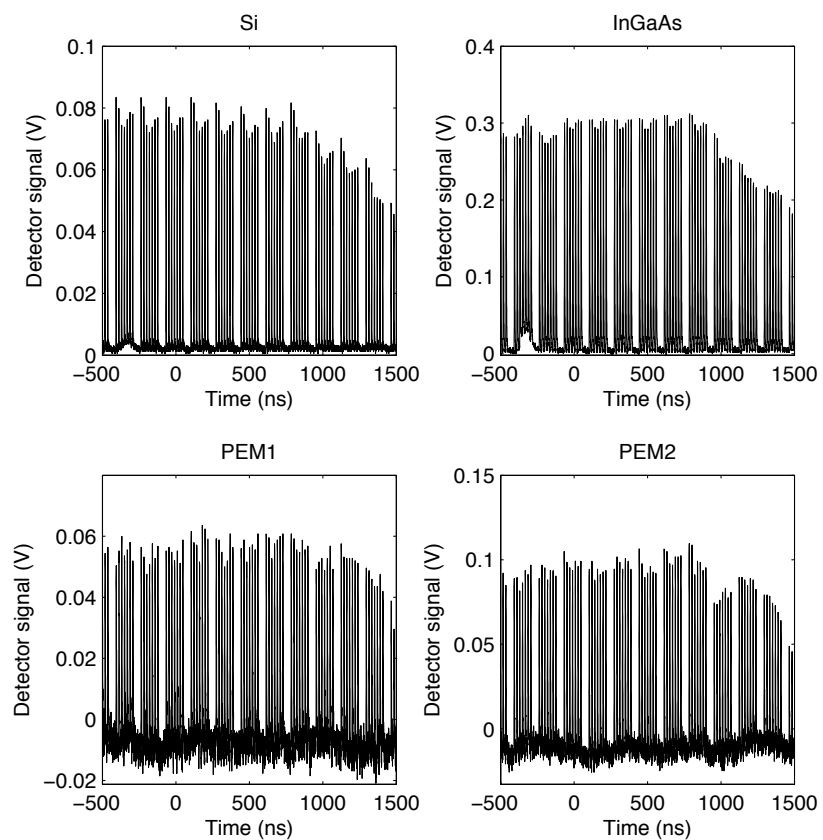 Si
0.1
0.08
0.06
0.04
0.02
0
Detector signal (V)
−500 0 500 1000 1500
Time (ns)
InGaAs
0.4
0.3
0.2
0.1
0
Detector signal (V)
−500 0 500 1000 1500
Time (ns)
PEM1
0.06
0.04
0.02
0
−0.02
Detector signal (V)
−500 0 500 1000 1500
Time (ns)
PEM2
0.15
0.1
0.05
0
Detector signal (V)
−500 0 500 1000 1500
Time (ns)